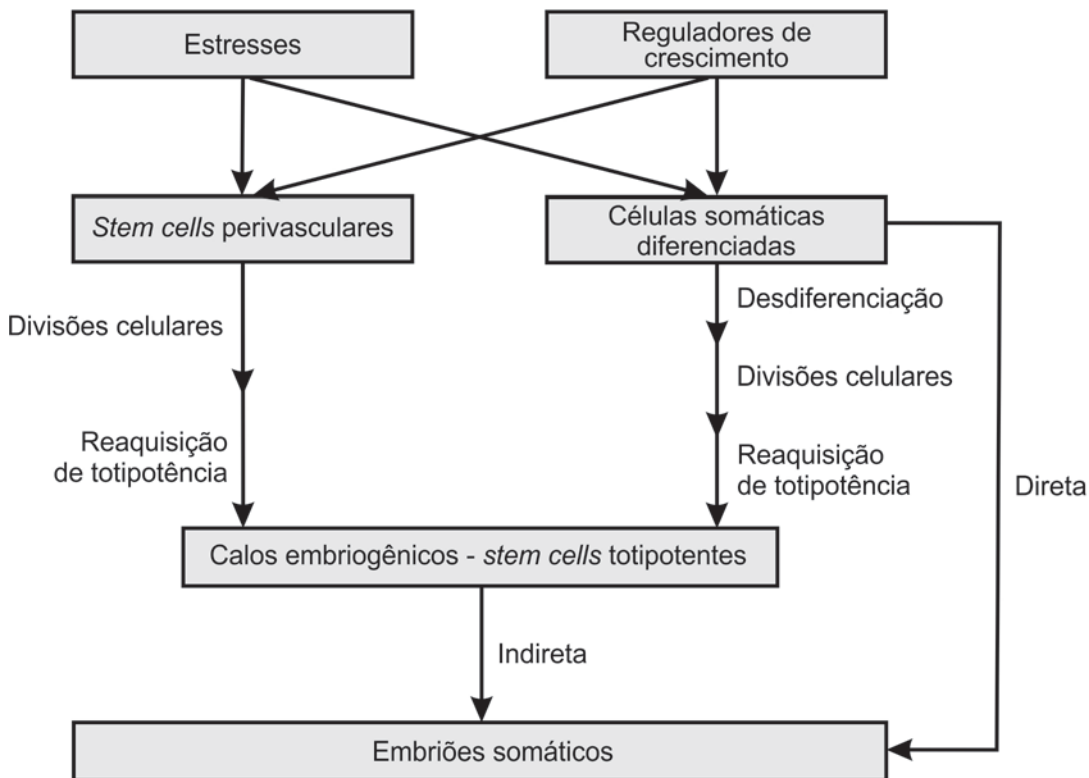 Estresses
Reguladores de
crescimento
Stem cells perivasculares
Células somáticas
diferenciadas
Divisões celulares
Desdiferenciação
Divisões celulares
Reaquisição
de totipotência
Reaquisição
de totipotência
Direta
Calos embriogênicos - stem cells totipotentes
Indireta
Embriões somáticos